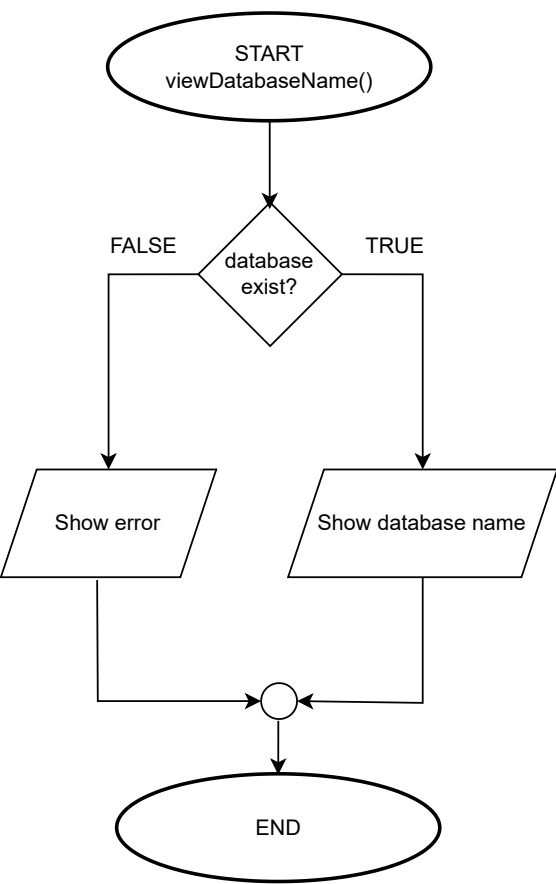 START
viewDatabaseName()
FALSE
TRUE
database
exist?
Show error
Show database name
END